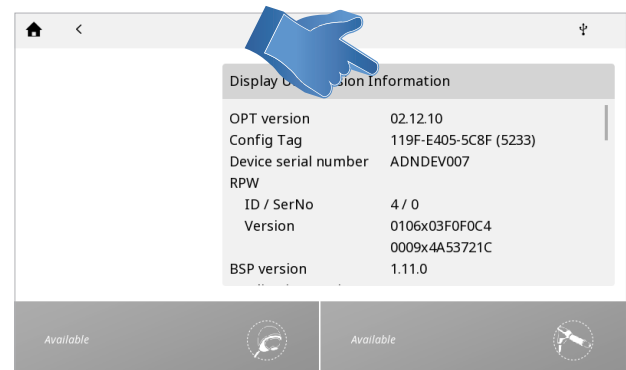 Display U sion Information
OPT version 02.12.10
Config Tag 119F-E405-5C8F (5233)
Device serial number ADNDEV007
RPW
ID / SerNo 4 / 0
Version 0106x03F0F0C4
0009x4A53721C
BSP version 1.11.0
Available Available